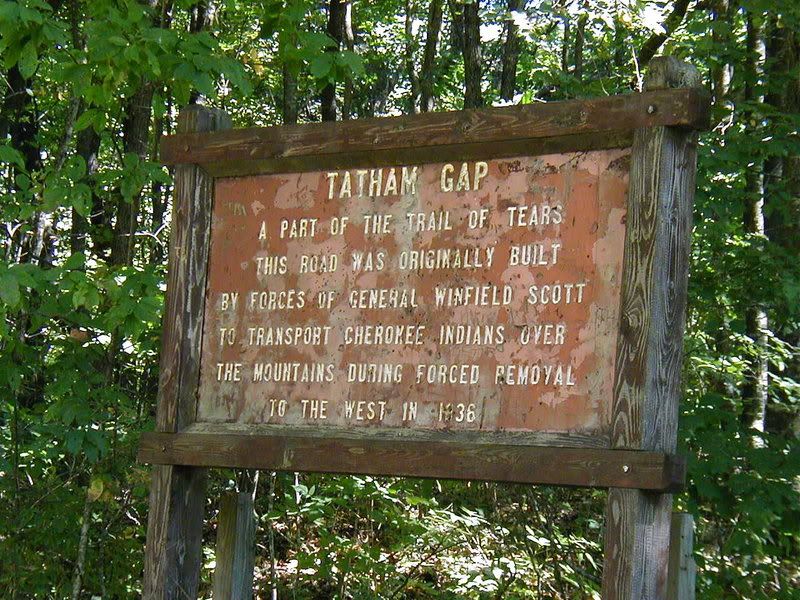 TATHAM GAP
A PART OF THE TRAIL OF TEARS
THIS ROAD WAS ORIGINALLY BUILT
BY FORCES OF GENERAL WINFIELD SCOTT
TO TRANSPORT CHEROKEE INDIANS OVER
THE MOUNTAINS DURING FORCED REMOVAL
TO THE WEST IN 1836